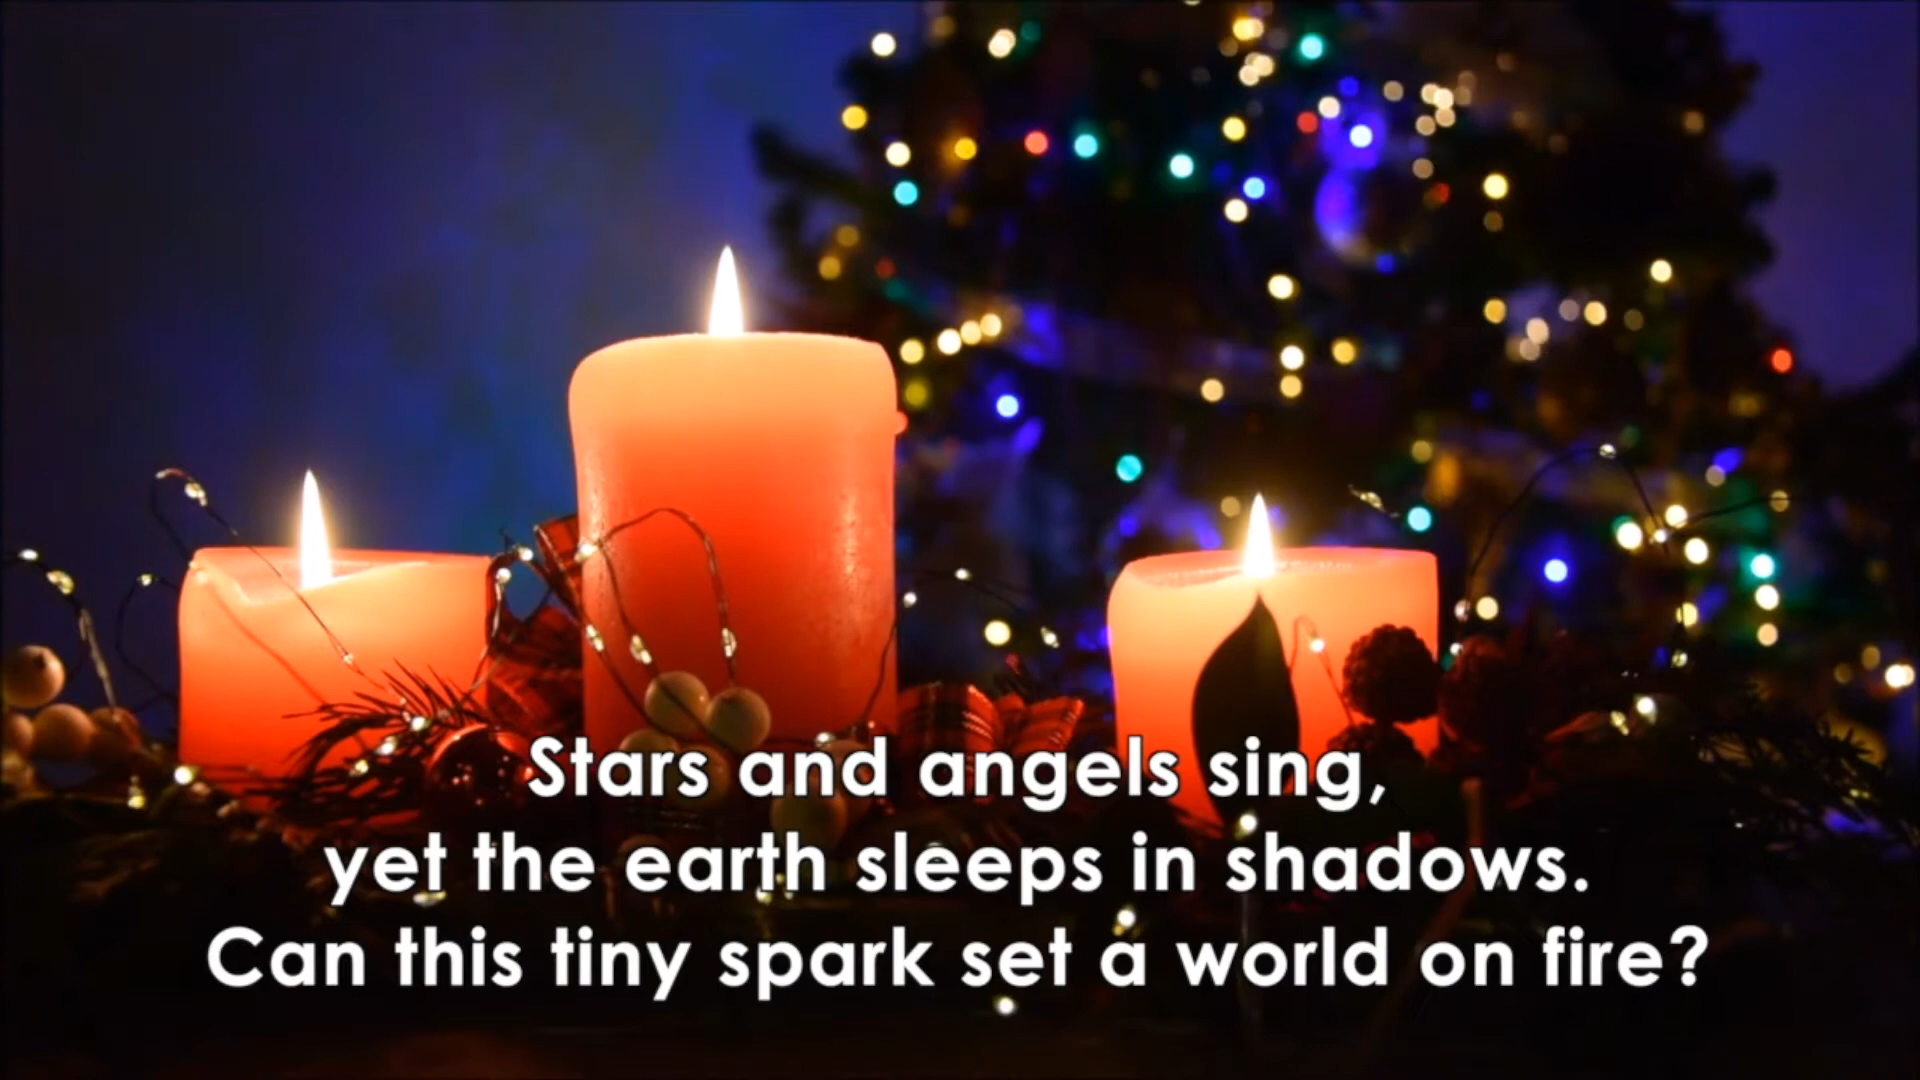 Stars and angels sing,
yet the earth sleeps in shadows.
Can this tiny spark set a world on fire?